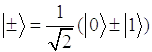 |±⟩ = 1/√2 (|0⟩ ± |1⟩)